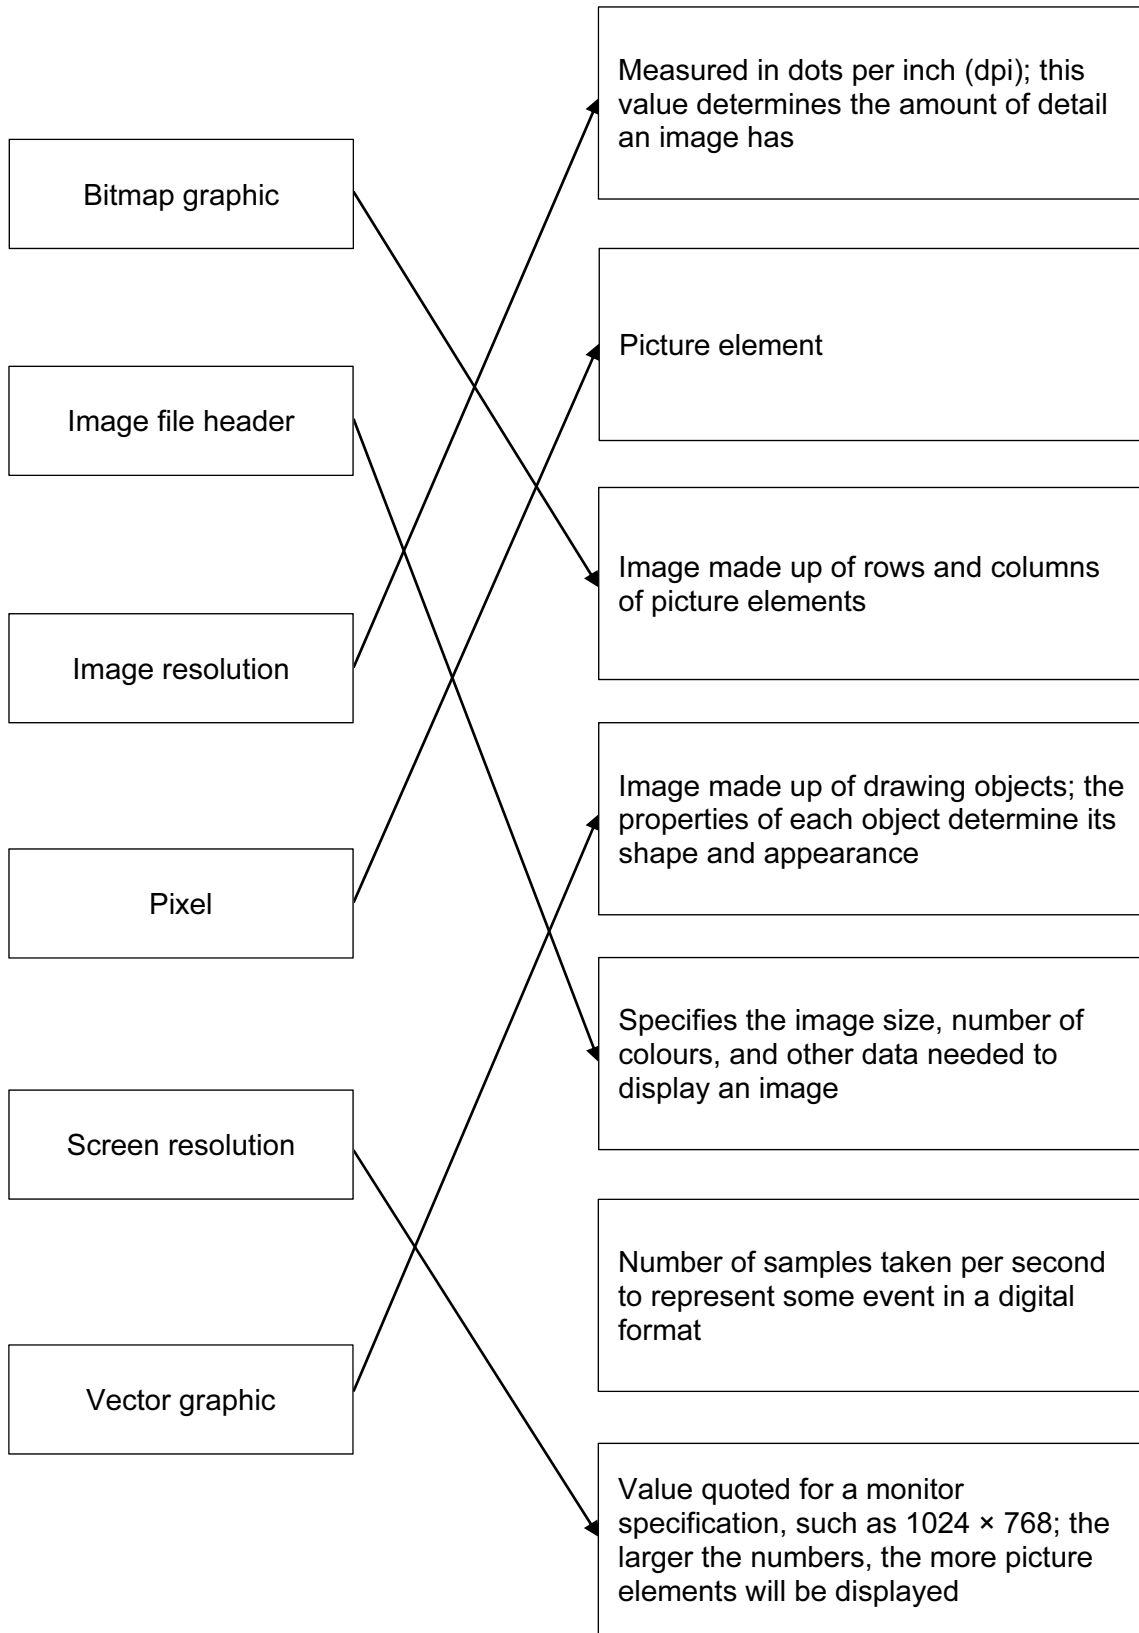 Bitmap graphic
Image file header
Image resolution
Pixel
Screen resolution
Vector graphic
Measured in dots per inch (dpi); this
value determines the amount of detail
an image has
Picture element
Image made up of rows and columns
of picture elements
Image made up of drawing objects; the
properties of each object determine its
shape and appearance
Specifies the image size, number of
colours, and other data needed to
display an image
Number of samples taken per second
to represent some event in a digital
format
Value quoted for a monitor
specification, such as 1024 × 768; the
larger the numbers, the more picture
elements will be displayed